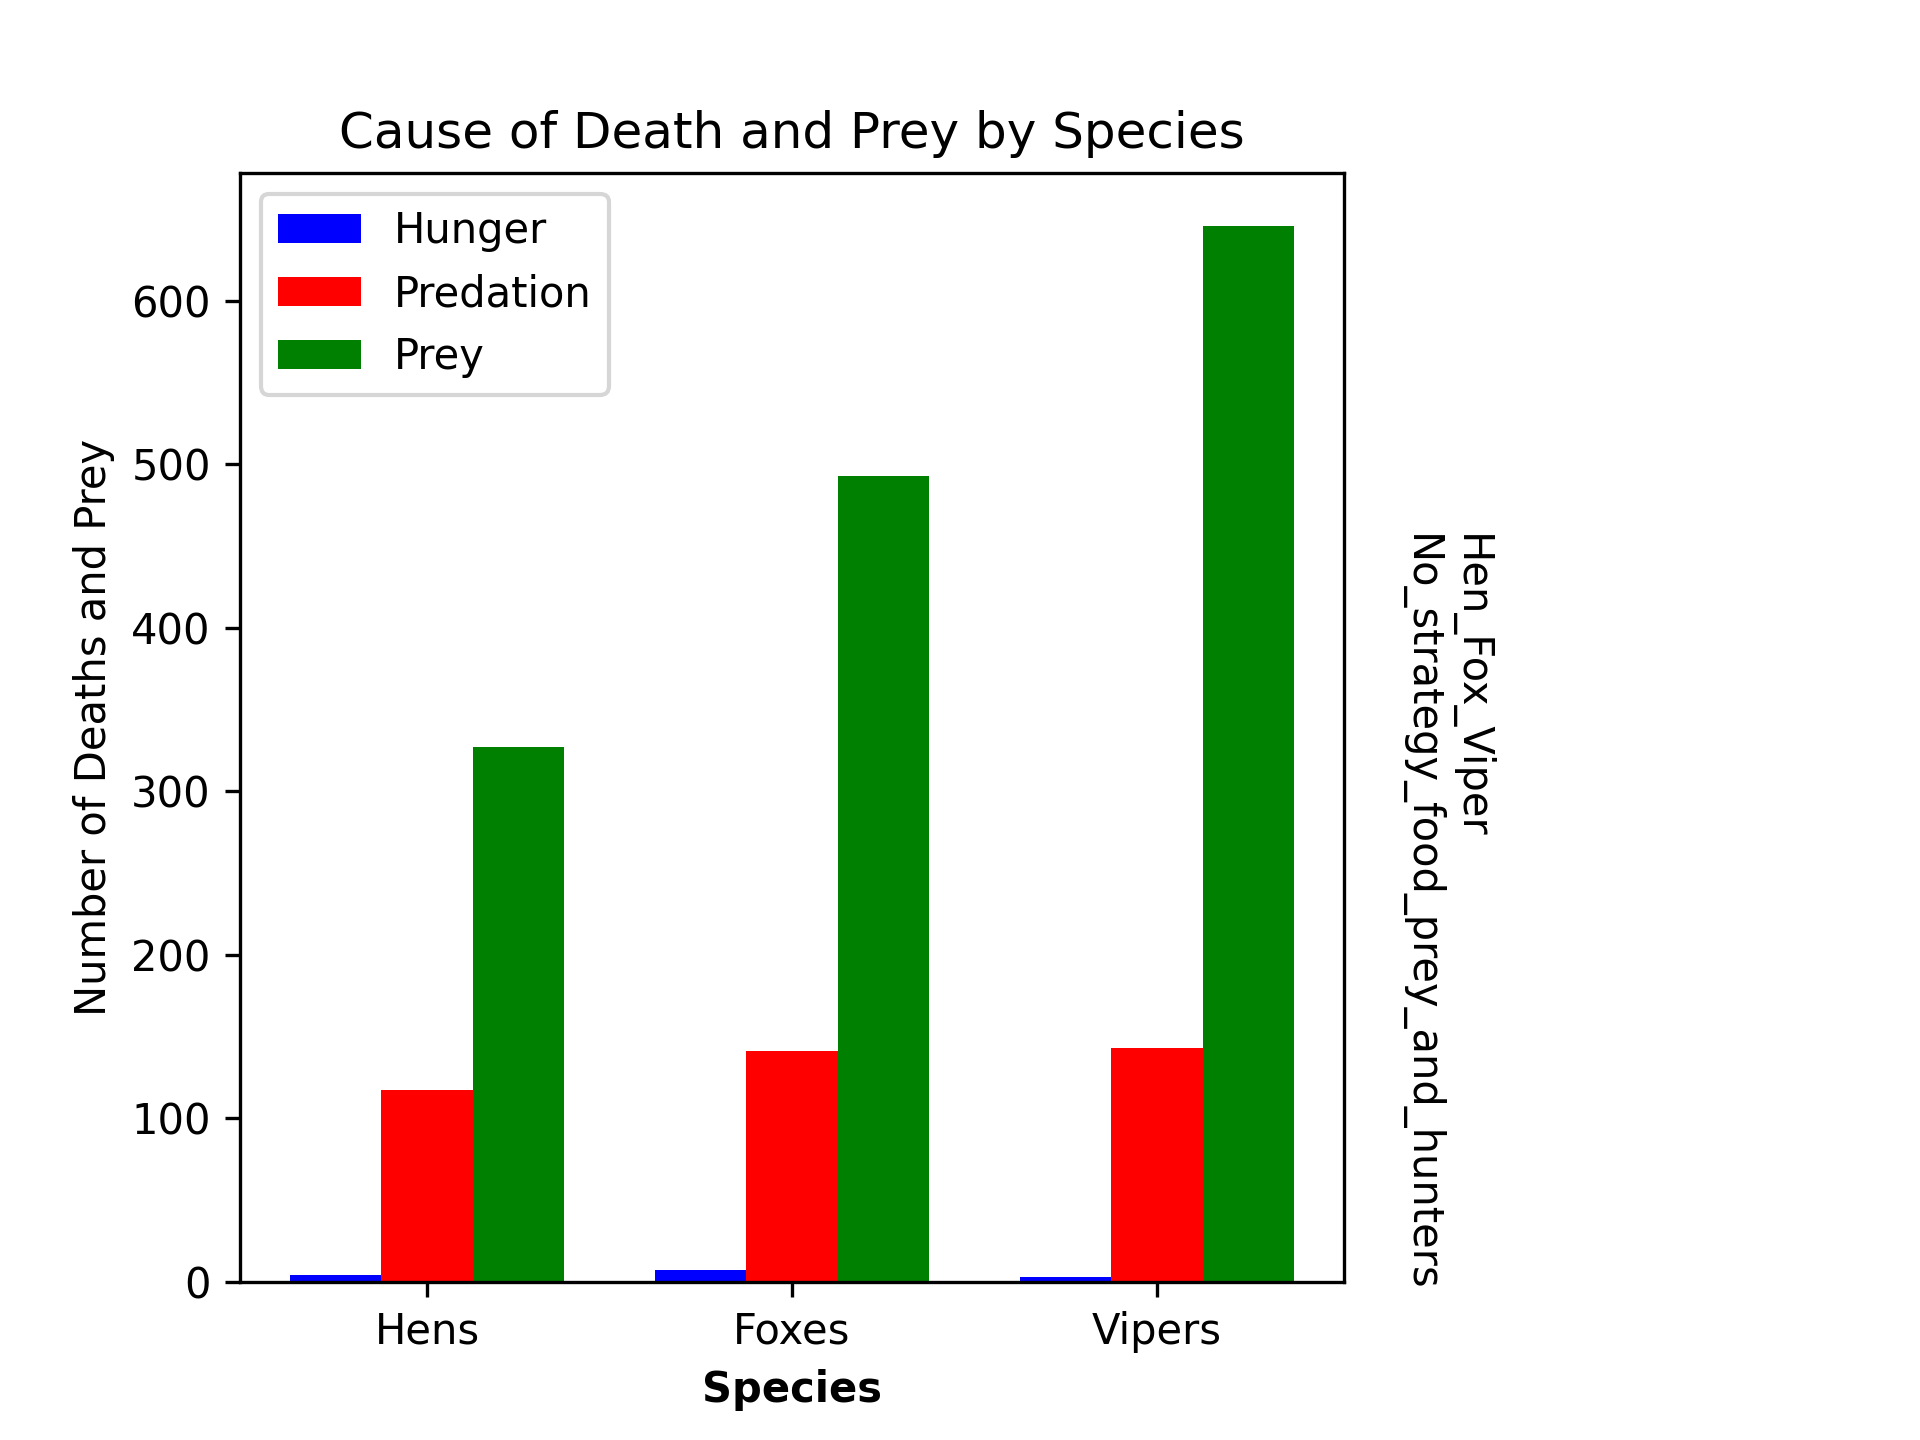 Cause of Death and Prey by Species
Hunger
Predation
Prey
600
500
400
300
200
100
0
Number of Deaths and Prey
Hens
Foxes
Vipers
Species
Hen_Fox_Viper
No_strategy_food_prey_and_hunters